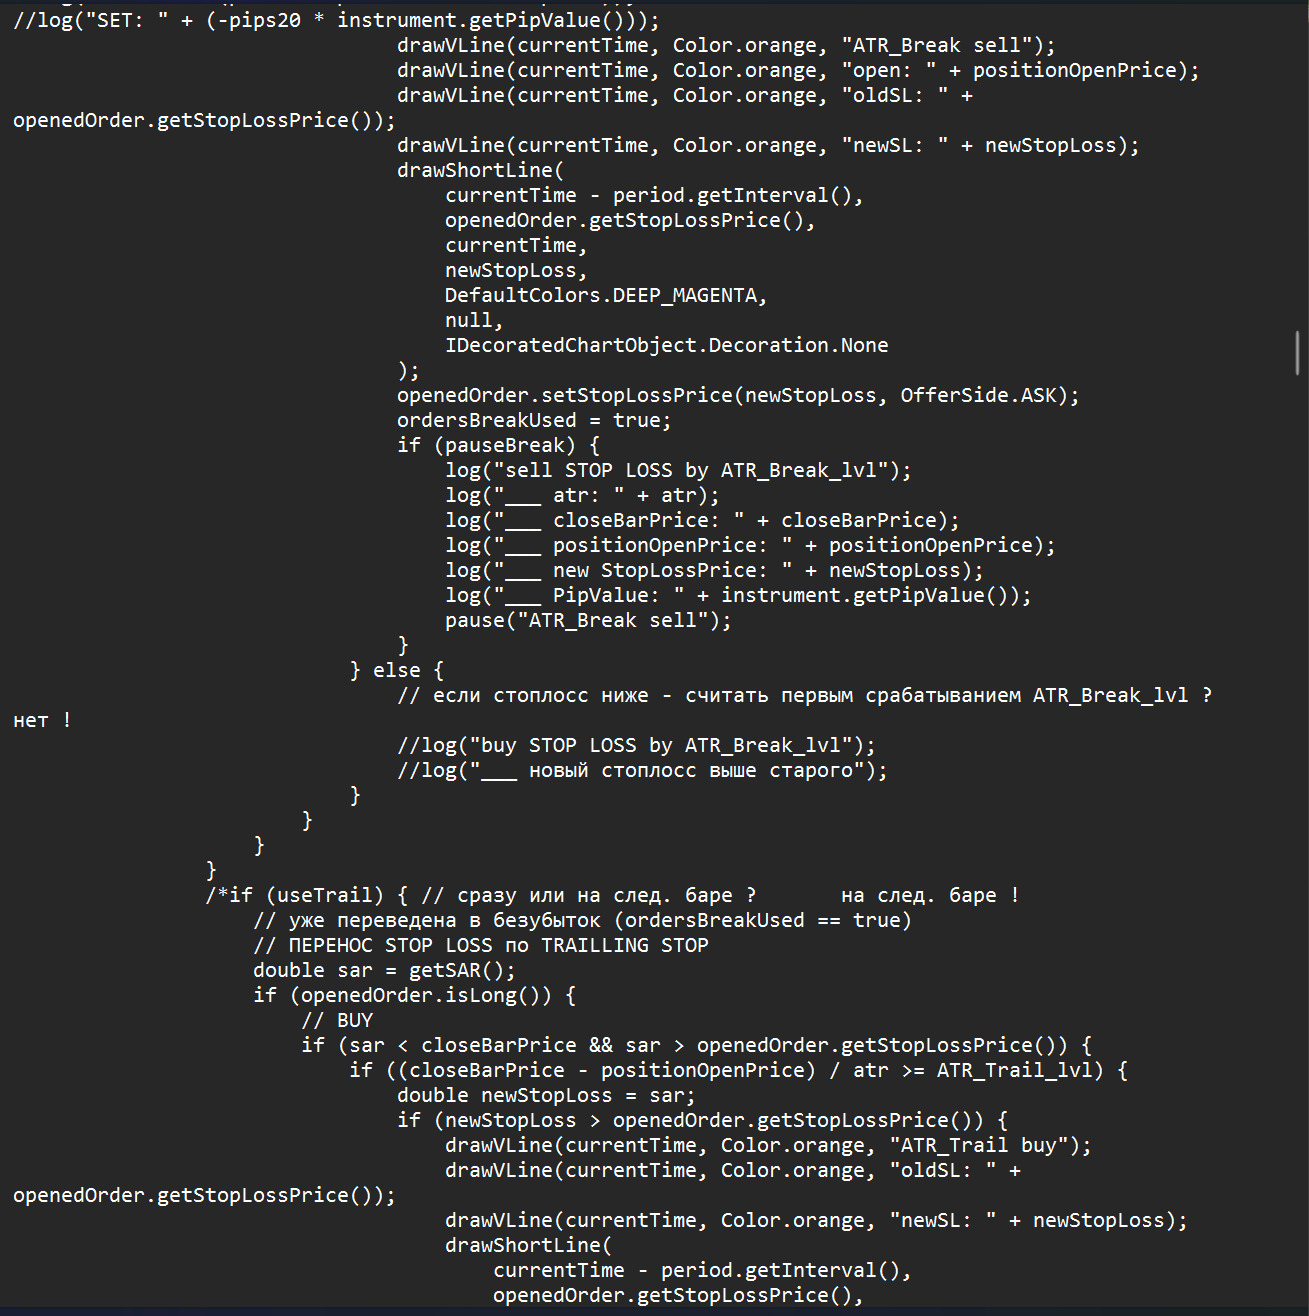 //log("SET: " + (-pips20 * instrument.getPipValue()));
drawVLine(currentTime, Color.orange, "ATR_Break sell");
drawVLine(currentTime, Color.orange, "open: " + positionOpenPrice);
drawVLine(currentTime, Color.orange, "oldSL: " +
openedOrder.getStopLossPrice());
drawVLine(currentTime, Color.orange, "newSL: " + newStopLoss);
drawShortLine(
currentTime - period.getInterval(),
openedOrder.getStopLossPrice(),
currentTime,
newStopLoss,
DefaultColors.DEEP_MAGENTA,
null,
IDecoratedChartObject.Decoration.None
);
openedOrder.setStopLossPrice(newStopLoss, OfferSide.ASK);
ordersBreakUsed = true;
if (pauseBreak) {
log("sell STOP LOSS by ATR_Break_lvl");
log("___ atr: " + atr);
log("___ closeBarPrice: " + closeBarPrice);
log("___ positionOpenPrice: " + positionOpenPrice);
log("___ new StopLossPrice: " + newStopLoss);
log("___ PipValue: " + instrument.getPipValue());
pause("ATR_Break sell");
}
} else {
// если стоплосс ниже - считать первым срабатыванием ATR_Break_lvl ?
нет !
//log("buy STOP LOSS by ATR_Break_lvl");
//log("___ новый стоплосс выше старого");
}
}
}
}
/*if (useTrail) { // сразу или на след. баре ?       на след. баре !
// уже переведена в безубыток (ordersBreakUsed == true)
// ПЕРЕНОС STOP LOSS по TRAILLING STOP
double sar = getSAR();
if (openedOrder.isLong()) {
// BUY
if (sar < closeBarPrice && sar > openedOrder.getStopLossPrice()) {
if ((closeBarPrice - positionOpenPrice) / atr >= ATR_Trail_lvl) {
double newStopLoss = sar;
if (newStopLoss > openedOrder.getStopLossPrice()) {
drawVLine(currentTime, Color.orange, "ATR_Trail buy");
drawVLine(currentTime, Color.orange, "oldSL: " +
openedOrder.getStopLossPrice());
drawVLine(currentTime, Color.orange, "newSL: " + newStopLoss);
drawShortLine(
currentTime - period.getInterval(),
openedOrder.getStopLossPrice(),